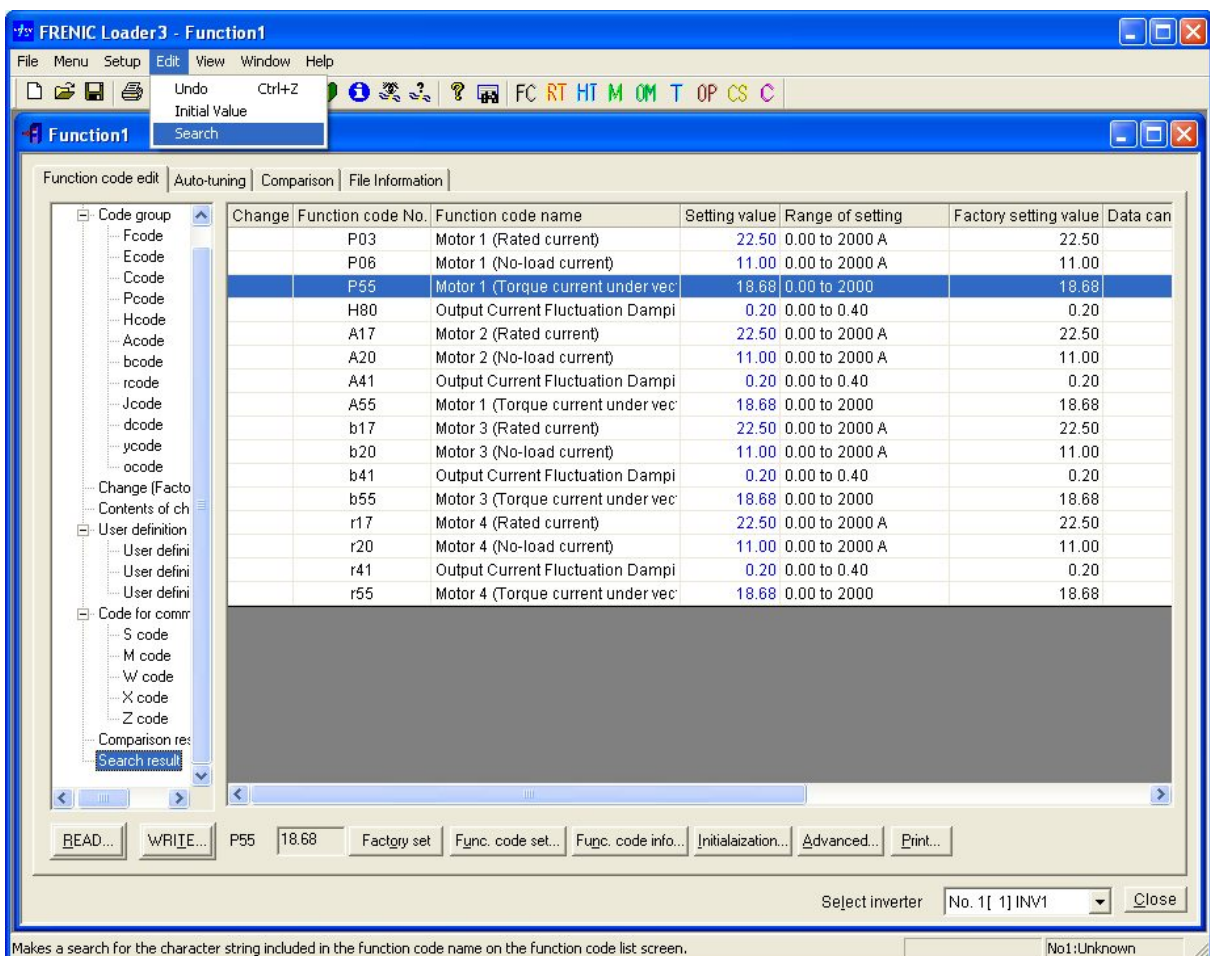 FRENIC Loader3 - Function1
File Menu Setup Edit View Window Help
Undo Ctrl+Z
Initial Value
Search
FC RT HT M OM T OP CS C
Function1
Function code edit Auto-tuning Comparison File Information
Code group
Fcode
Ecode
Ccode
Pcode
Hcode
Acode
bcode
rcode
Jcode
dcode
ycode
ocode
Change (Facto
Contents of ch
User definition
User defini
User defini
User defini
Code for comm
S code
M code
W code
X code
Z code
Comparison res
Search result
Change Function code No. Function code name Setting value Range of setting Factory setting value Data can
P03 Motor 1 (Rated current) 22.50 0.00 to 2000 A 22.50
P06 Motor 1 (No-load current) 11.00 0.00 to 2000 A 11.00
P55 Motor 1 (Torque current under vec 18.68 0.00 to 2000 18.68
H80 Output Current Fluctuation Dampi 0.20 0.00 to 0.40 0.20
A17 Motor 2 (Rated current) 22.50 0.00 to 2000 A 22.50
A20 Motor 2 (No-load current) 11.00 0.00 to 2000 A 11.00
A41 Output Current Fluctuation Dampi 0.20 0.00 to 0.40 0.20
A55 Motor 1 (Torque current under vec 18.68 0.00 to 2000 18.68
b17 Motor 3 (Rated current) 22.50 0.00 to 2000 A 22.50
b20 Motor 3 (No-load current) 11.00 0.00 to 2000 A 11.00
b41 Output Current Fluctuation Dampi 0.20 0.00 to 0.40 0.20
b55 Motor 3 (Torque current under vec 18.68 0.00 to 2000 18.68
r17 Motor 4 (Rated current) 22.50 0.00 to 2000 A 22.50
r20 Motor 4 (No-load current) 11.00 0.00 to 2000 A 11.00
r41 Output Current Fluctuation Dampi 0.20 0.00 to 0.40 0.20
r55 Motor 4 (Torque current under vec 18.68 0.00 to 2000 18.68
READ... WRITE... P55 18.68 Factory set Func. code set... Func. code info... Initialaization... Advanced... Print...
Select inverter No. 1[ 1] INV1 Close
Makes a search for the character string included in the function code name on the function code list screen. No1:Unknown